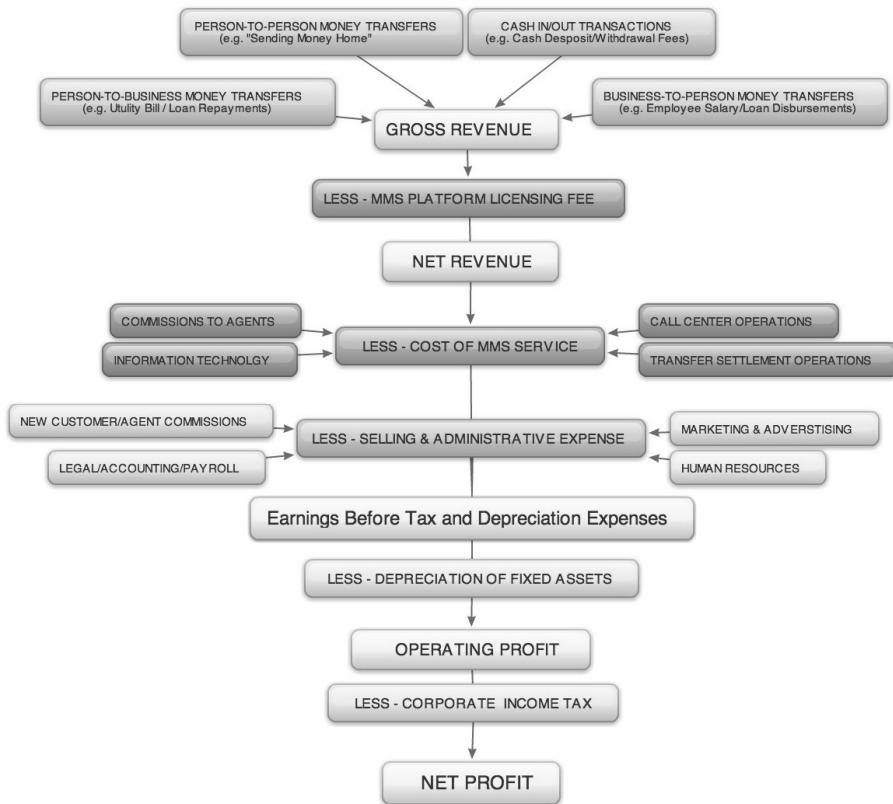 PERSON-TO-PERSON MONEY TRANSFERS
(e.g. "Sending Money Home"
CASH IN/OUT TRANSACTIONS
(e.g. Cash Desposit/Withdrawal Fees)
PERSON-TO-BUSINESS MONEY TRANSFERS
(e.g. Utulity Bill / Loan Repayments)
BUSINESS-TO-PERSON MONEY TRANSFERS
(e.g. Employee Salary/Loan Disbursements)
GROSS REVENUE
LESS - MMS PLATFORM LICENSING FEE
NET REVENUE
COMMISSIONS TO AGENTS
CALL CENTER OPERATIONS
LESS - COST OF MMS SERVICE
INFORMATION TECHNOLGY
TRANSFER SETTLEMENT OPERATIONS
NEW CUSTOMER/AGENT COMMISSIONS
MARKETING & ADVERSTISING
LESS - SELLING & ADMINISTRATIVE EXPENSE
LEGAL/ACCOUNTING/PAYROLL
HUMAN RESOURCES
Earnings Before Tax and Depreciation Expenses
LESS - DEPRECIATION OF FIXED ASSETS
OPERATING PROFIT
LESS - CORPORATE INCOME TAX
NET PROFIT